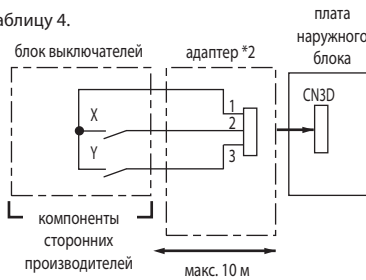 аблицу 4.
плата
наружного
блока
блок выключателей
адаптер *2
CN3D
X
1
2
Y
3
компоненты
сторонних
производителей
макс. 10 м